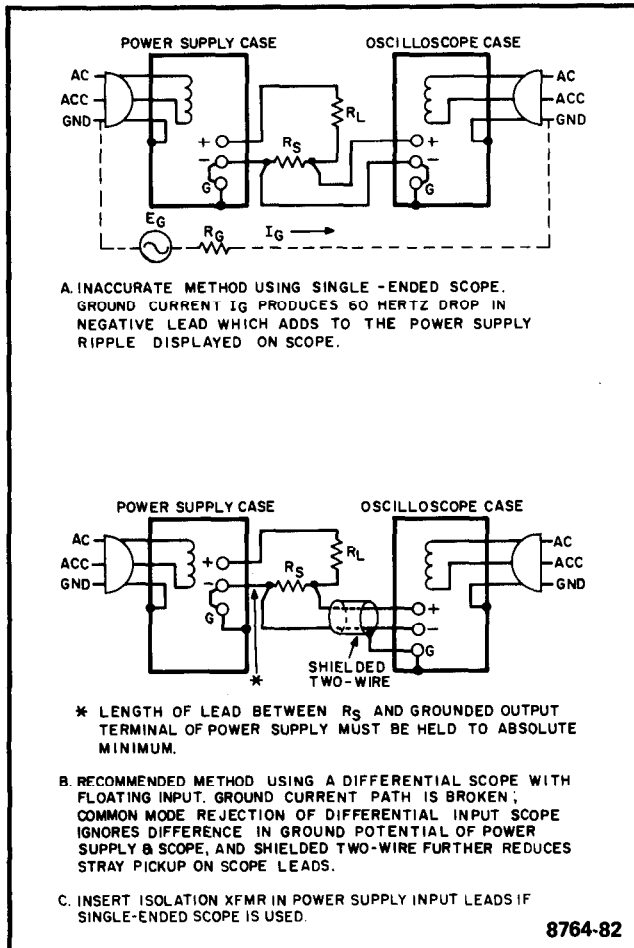 POWER SUPPLY CASE
OSCILLOSCOPE CASE
AC
ACC
GND
+
-
G
RS
RL
+
-
G
AC
ACC
GND
EG
RG
IG
A. INACCURATE METHOD USING SINGLE-ENDED SCOPE.
GROUND CURRENT IG PRODUCES 60 HERTZ DROP IN
NEGATIVE LEAD WHICH ADDS TO THE POWER SUPPLY
RIPPLE DISPLAYED ON SCOPE.
POWER SUPPLY CASE
OSCILLOSCOPE CASE
AC
ACC
GND
+
-
G
RS
RL
+
-
G
AC
ACC
GND
SHIELDED
TWO-WIRE
*
* LENGTH OF LEAD BETWEEN RS AND GROUNDED OUTPUT
TERMINAL OF POWER SUPPLY MUST BE HELD TO ABSOLUTE
MINIMUM.
B. RECOMMENDED METHOD USING A DIFFERENTIAL SCOPE WITH
FLOATING INPUT. GROUND CURRENT PATH IS BROKEN;
COMMON MODE REJECTION OF DIFFERENTIAL INPUT SCOPE
IGNORES DIFFERENCE IN GROUND POTENTIAL OF POWER
SUPPLY & SCOPE, AND SHIELDED TWO-WIRE FURTHER REDUCES
STRAY PICKUP ON SCOPE LEADS.
C. INSERT ISOLATION XFMR IN POWER SUPPLY INPUT LEADS IF
SINGLE-ENDED SCOPE IS USED.
8764-82